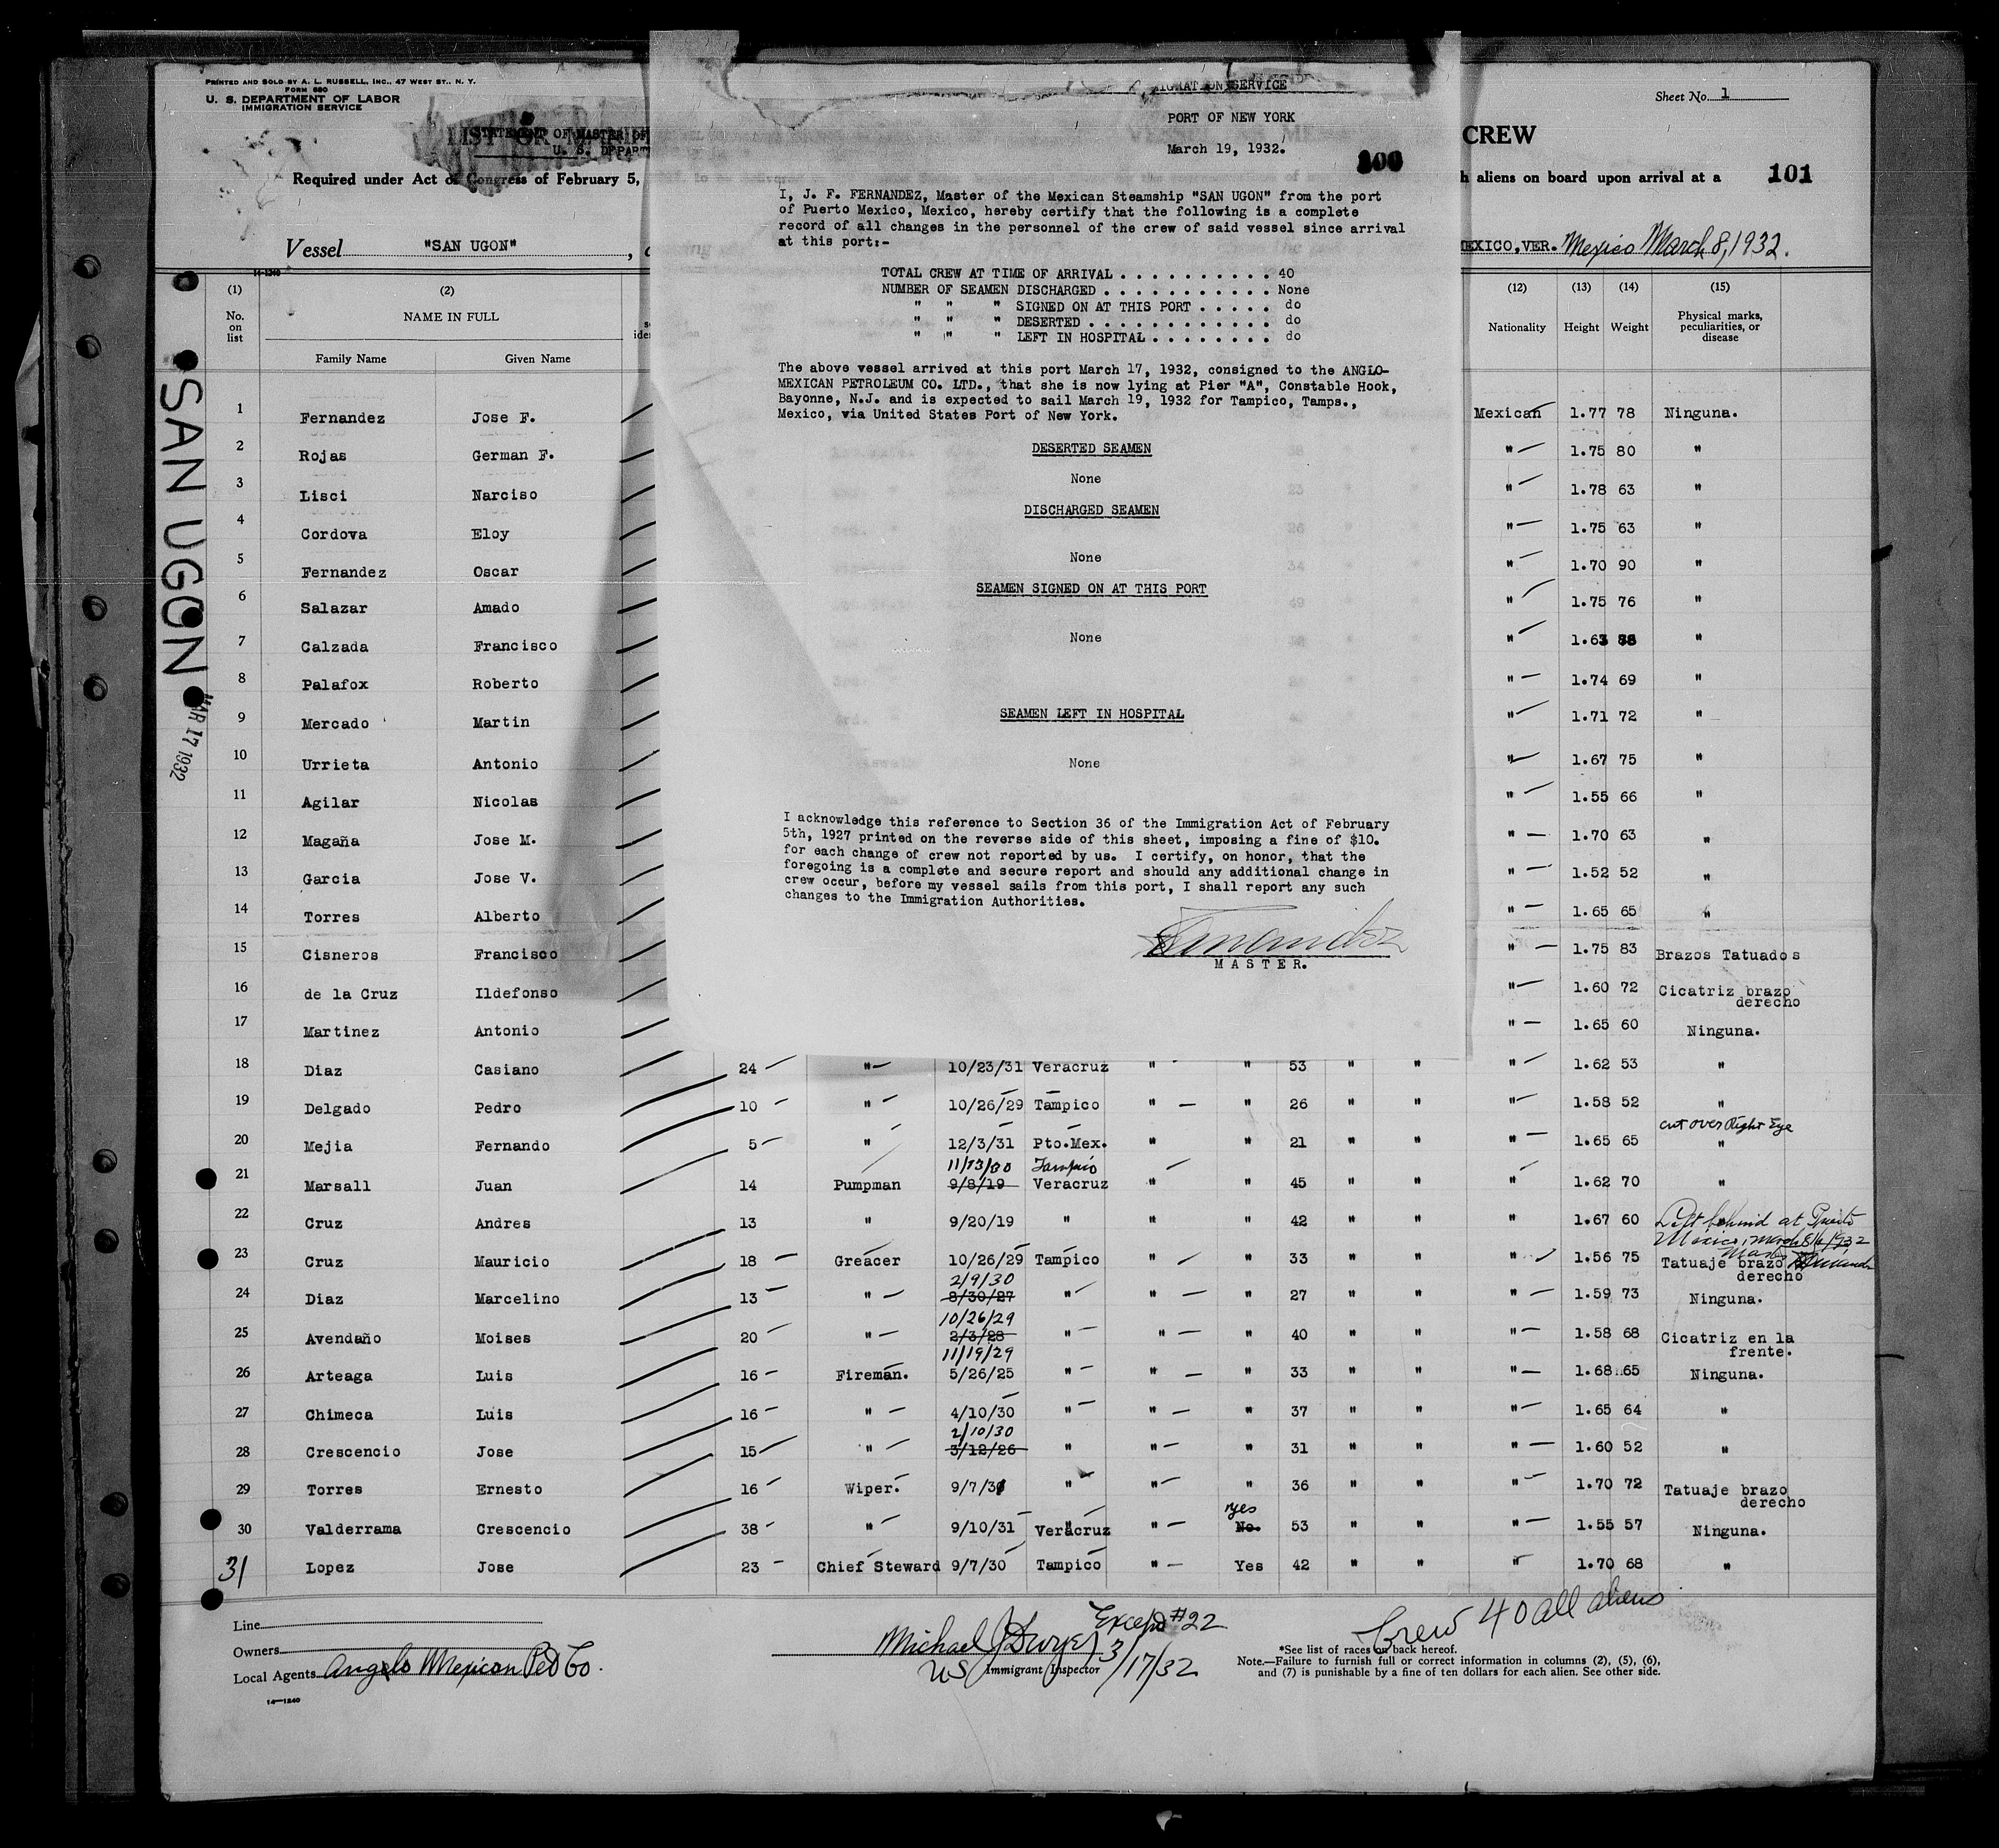 PRINTED AND SOLD BY A. L. RUSSELL, INC., 47 WEST ST., N. Y.
FORM 680
U. S. DEPARTMENT OF LABOR
IMMIGRATION SERVICE
Sheet No. 1
STATEMENT OF MASTER OF
U. S. DEPART
CREW
Required under Act of Congress of February 5,
aliens on board upon arrival at a 101
Vessel "SAN UGON"
MEXICO, VER. Mexico March 8, 1932.
14-1240
SAN UGON
MAR 17 1932
MIGRATION SERVICE
PORT OF NEW YORK
March 19, 1932.
100
I, J. F. FERNANDEZ, Master of the Mexican Steamship "SAN UGON" from the port
of Puerto Mexico, Mexico, hereby certify that the following is a complete
record of all changes in the personnel of the crew of said vessel since arrival
at this port:-
TOTAL CREW AT TIME OF ARRIVAL . . . . . . . . . . 40
NUMBER OF SEAMEN DISCHARGED . . . . . . . . . . . None
" " " SIGNED ON AT THIS PORT . . . . . do
" " " DESERTED . . . . . . . . . . . . . do
" " " LEFT IN HOSPITAL . . . . . . . . do
The above vessel arrived at this port March 17, 1932, consigned to the ANGLO-
MEXICAN PETROLEUM CO. LTD., that she is now lying at Pier "A", Constable Hook,
Bayonne, N.J. and is expected to sail March 19, 1932 for Tampico, Tamps.,
Mexico, via United States Port of New York.
DESERTED SEAMEN
None
DISCHARGED SEAMEN
None
SEAMEN SIGNED ON AT THIS PORT
None
SEAMEN LEFT IN HOSPITAL
None
I acknowledge this reference to Section 36 of the Immigration Act of February
5th, 1927 printed on the reverse side of this sheet, imposing a fine of $10.
for each change of crew not reported by us. I certify, on honor, that the
foregoing is a complete and secure report and should any additional change in
crew occur, before my vessel sails from this port, I shall report any such
changes to the Immigration Authorities.
Fernandez
MASTER.
(1) (2) (12) (13) (14) (15)
No. on list NAME IN FULL Nationality Height Weight Physical marks, peculiarities, or disease
Family Name Given Name
1 Fernandez Jose F. Mexican 1.77 78 Ninguna.
2 Rojas German F. " 1.75 80 "
3 Lisci Narciso " 1.78 63 "
4 Cordova Eloy " 1.75 63 "
5 Fernandez Oscar " 1.70 90 "
6 Salazar Amado " 1.75 76 "
7 Calzada Francisco " 1.63 "
8 Palafox Roberto " 1.74 69 "
9 Mercado Martin " 1.71 72 "
10 Urrieta Antonio " 1.67 75 "
11 Agilar Nicolas " 1.55 66 "
12 Magaña Jose M. " 1.70 63 "
13 Garcia Jose V. " 1.52 52 "
14 Torres Alberto " 1.65 65 "
15 Cisneros Francisco " 1.75 83 Brazos Tatuados
16 de la Cruz Ildefonso " 1.60 72 Cicatriz brazo derecho
17 Martinez Antonio " 1.65 60 Ninguna.
18 Diaz Casiano 24 " 10/23/31 Veracruz " " 53 " " " 1.62 53 "
19 Delgado Pedro 10 " 10/26/29 Tampico " " 26 " " " 1.58 52 "
cut over Right Eye
20 Mejia Fernando 5 " 12/3/31 Pto.Mex. " " 21 " " " 1.65 65 "
11/13/30 Tampico
21 Marsall Juan 14 Pumpman 9/8/19 Veracruz " " 45 " " " 1.62 70 "
22 Cruz Andres 13 " 9/20/19 " " " 42 " " " 1.67 60 Left behind at Puerto
Mexico, March 8/1932
23 Cruz Mauricio 18 Greacer 10/26/29 Tampico " " 33 " " " 1.56 75 Tatuaje brazo derecho
2/9/30
24 Diaz Marcelino 13 " 8/30/27 " " " 27 " " " 1.59 73 Ninguna.
10/26/29
25 Avendaño Moises 20 " 2/3/28 " " " 40 " " " 1.58 68 Cicatriz en la frente.
11/19/29
26 Arteaga Luis 16 Fireman. 5/26/25 " " " 33 " " " 1.68 65 Ninguna.
27 Chimeca Luis 16 " 4/10/30 " " " 37 " " " 1.65 64 "
2/10/30
28 Crescencio Jose 15 " 3/12/26 " " " 31 " " " 1.60 52 "
29 Torres Ernesto 16 Wiper. 9/7/31 " " " 36 " " " 1.70 72 Tatuaje brazo derecho
yes
30 Valderrama Crescencio 38 " 9/10/31 Veracruz " No. 53 " " " 1.55 57 Ninguna.
31 Lopez Jose 23 Chief Steward 9/7/30 Tampico " Yes 42 " " " 1.70 68 "
Line
Owners
Local Agents Anglo Mexican Pet Co.
14-1240
Except #22
Michael J Dwyer 3/17/32
US Immigrant Inspector
Crew 40 all aliens
*See list of races on back hereof.
Note.—Failure to furnish full or correct information in columns (2), (5), (6),
and (7) is punishable by a fine of ten dollars for each alien. See other side.